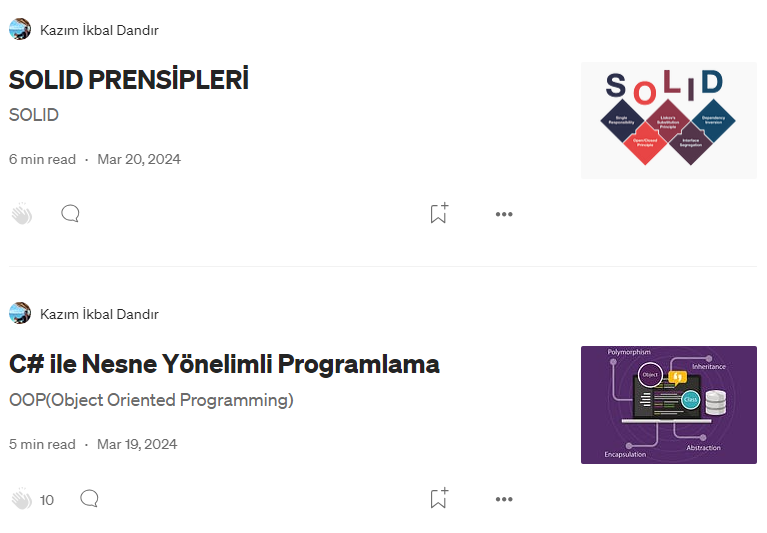 Kazım İkbal Dandır
SOLID PRENSİPLERİ
SOLID
6 min read · Mar 20, 2024
SOLID
Single
Responsibility
Liskov's
Substitution
Principle
Dependency
Inversion
Open/Closed
Principle
Interface
Segregation
Kazım İkbal Dandır
C# ile Nesne Yönelimli Programlama
OOP(Object Oriented Programming)
5 min read · Mar 19, 2024
10
Polymorphism
Inheritance
Object
Class
Encapsulation
Abstraction